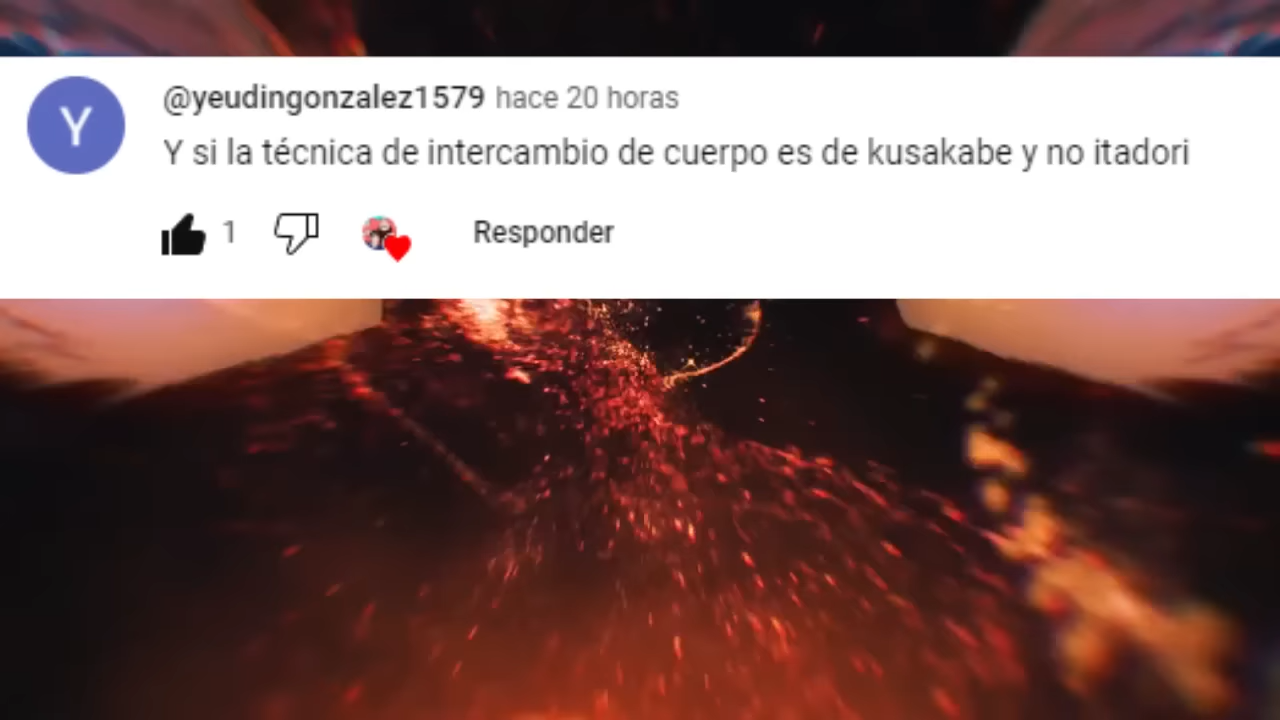 Y
@yeudingonzalez1579 hace 20 horas
Y si la técnica de intercambio de cuerpo es de kusakabe y no itadori
1
Responder